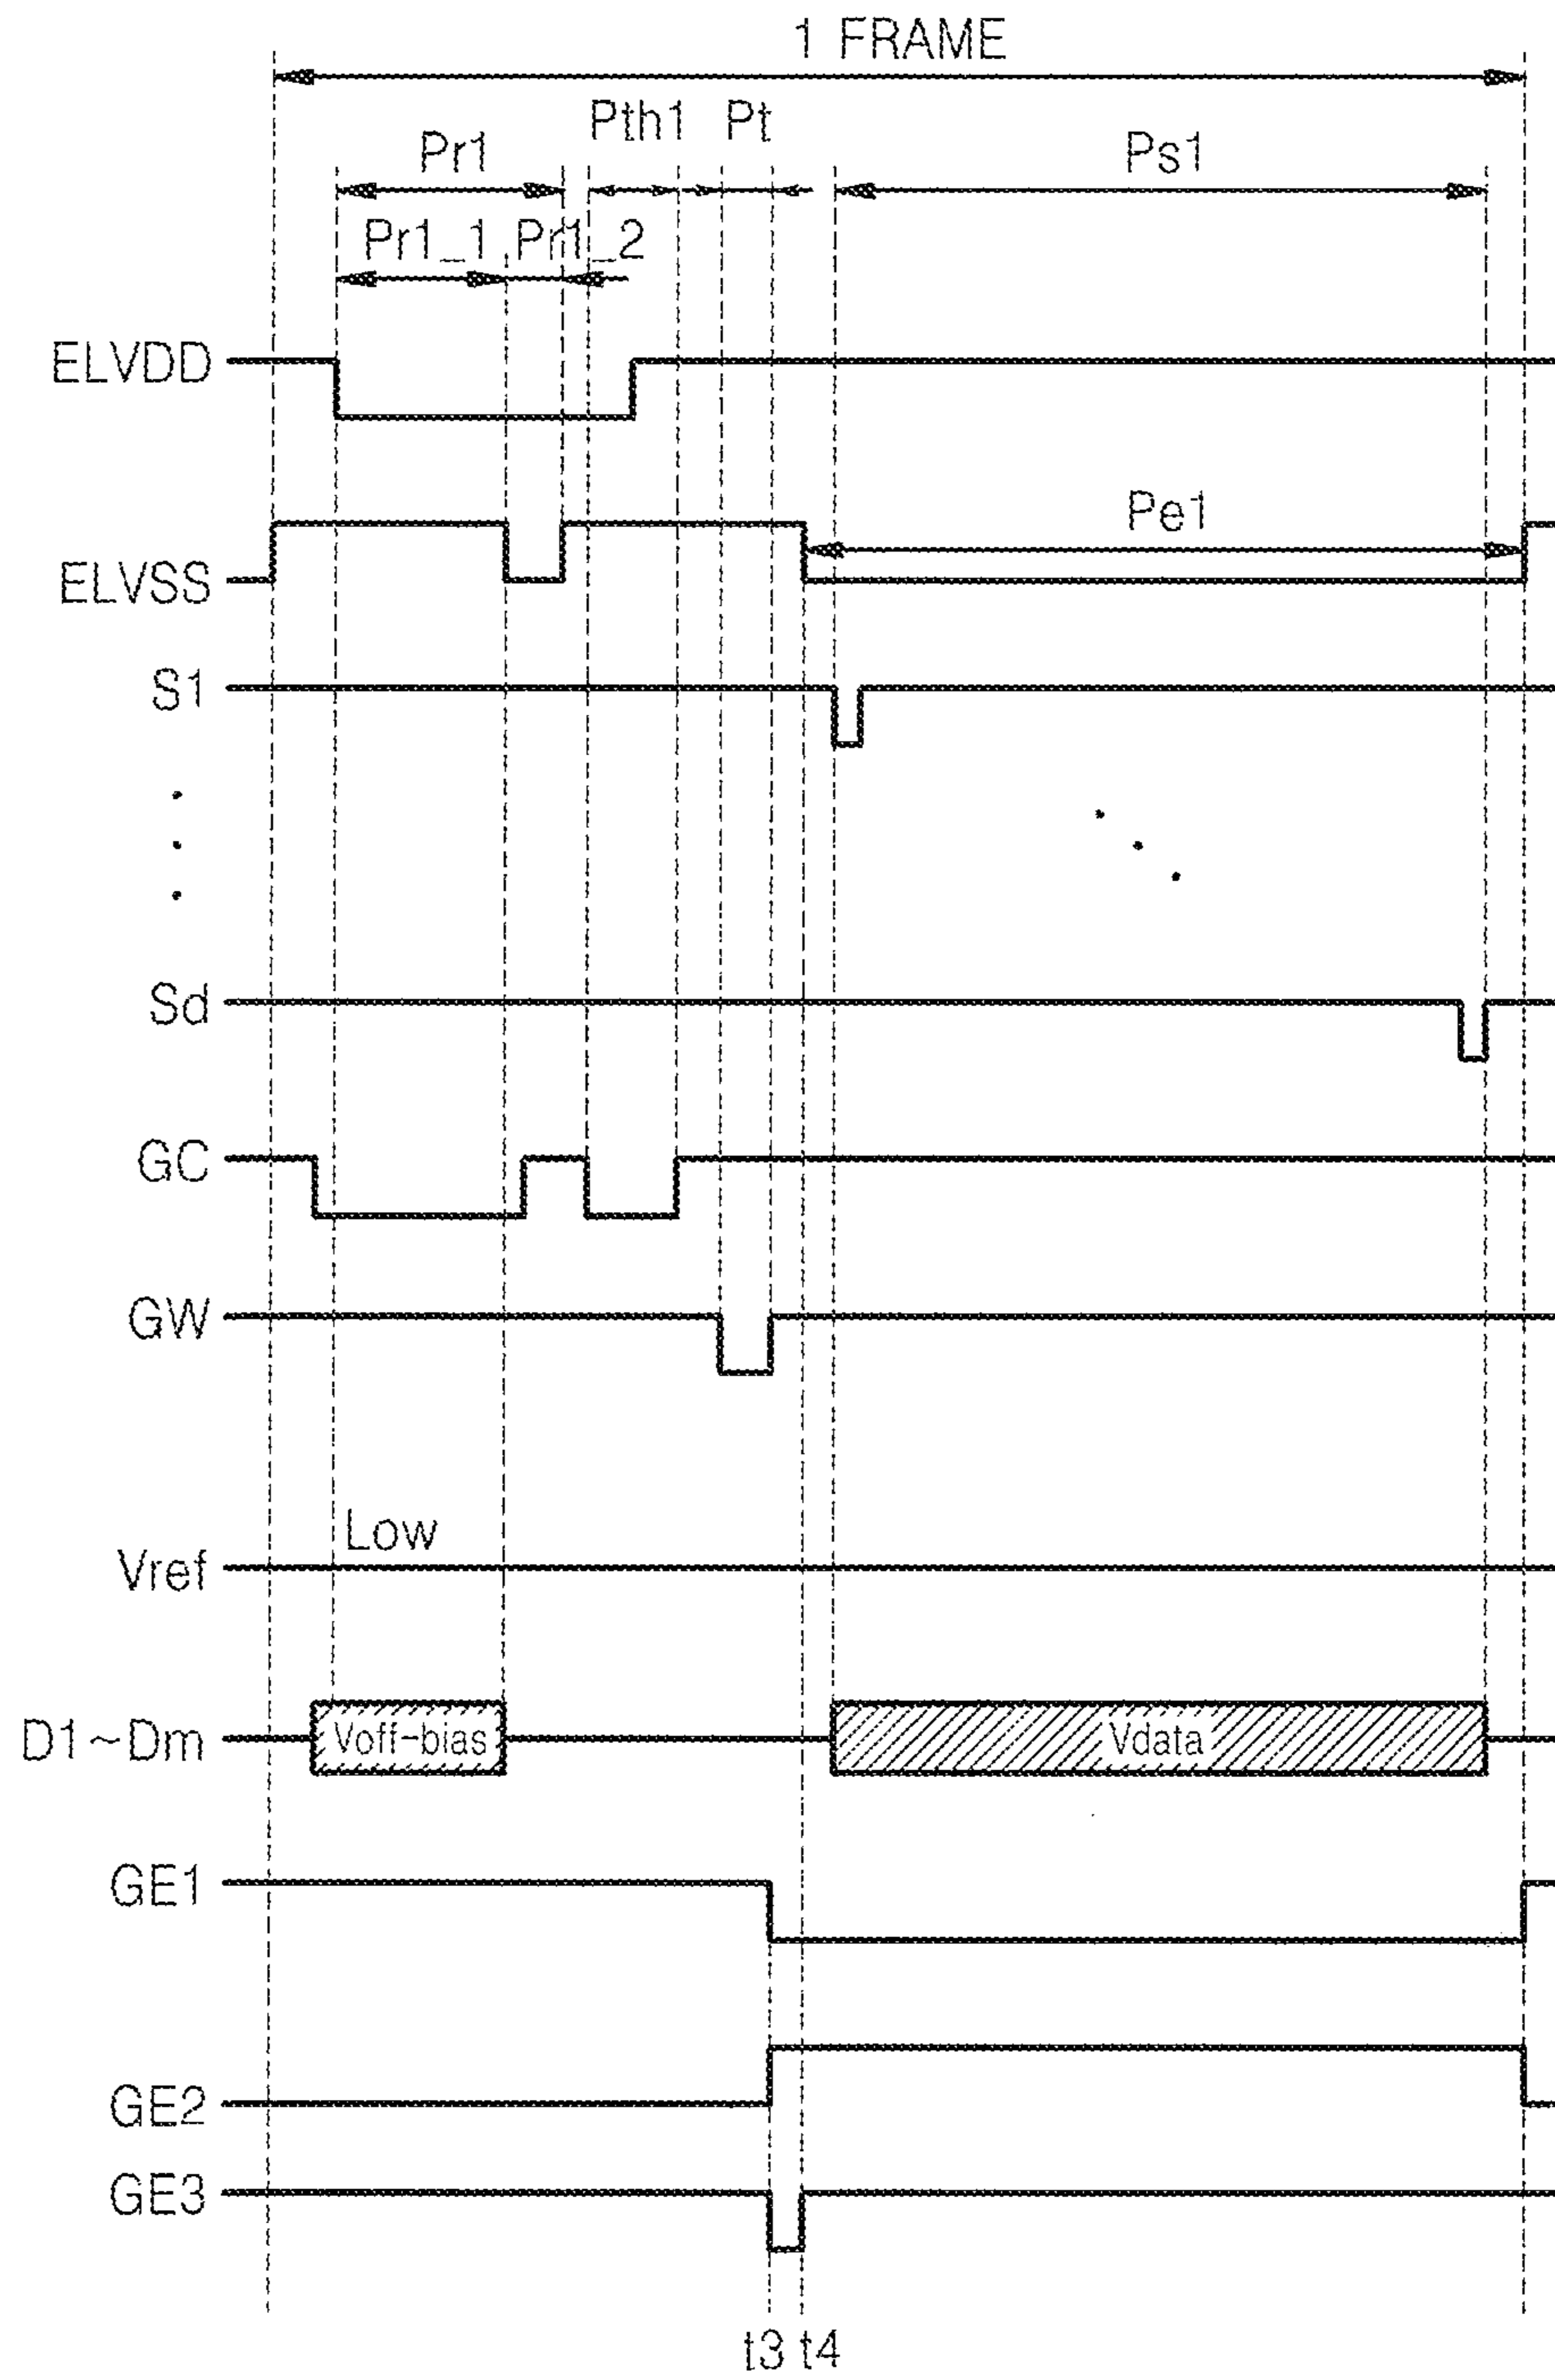 1 FRAME
Pth1 Pt
Pr1 Ps1
Pr1_1 Pr1_2
ELVDD
Pe1
ELVSS
S1
Sd
GC
GW
Low
Vref
D1~Dm Voff-bias Vdata
GE1
GE2
GE3
t3 t4